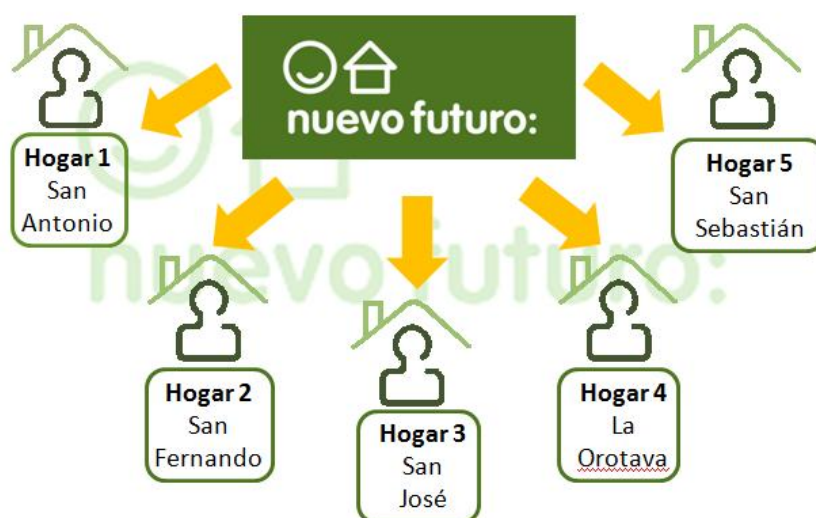 nuevo futuro:
Hogar 1
San
Antonio
Hogar 2
San
Fernando
Hogar 3
San
José
Hogar 4
La
Orotava
Hogar 5
San
Sebastián
nuevo futuro: